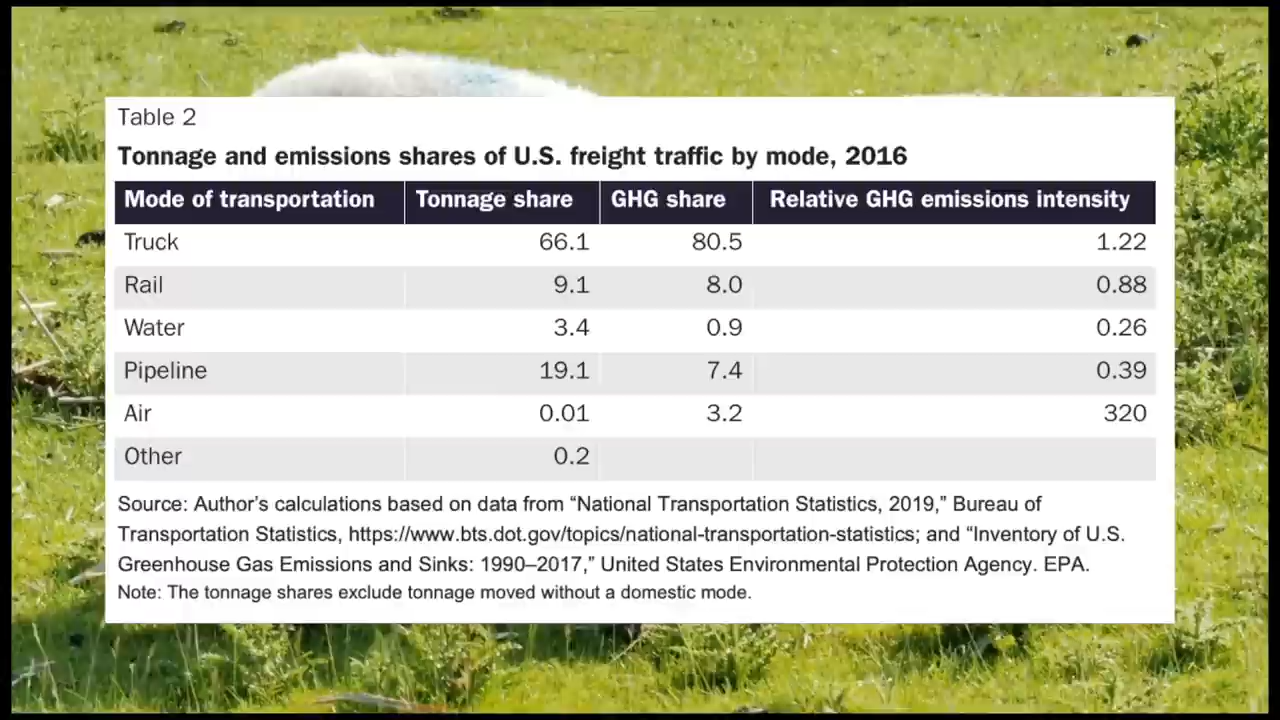 Table 2
Tonnage and emissions shares of U.S. freight traffic by mode, 2016
Mode of transportation Tonnage share GHG share Relative GHG emissions intensity
Truck 66.1 80.5 1.22
Rail 9.1 8.0 0.88
Water 3.4 0.9 0.26
Pipeline 19.1 7.4 0.39
Air 0.01 3.2 320
Other 0.2
Source: Author’s calculations based on data from “National Transportation Statistics, 2019,” Bureau of
Transportation Statistics, https://www.bts.dot.gov/topics/national-transportation-statistics; and “Inventory of U.S.
Greenhouse Gas Emissions and Sinks: 1990–2017,” United States Environmental Protection Agency. EPA.
Note: The tonnage shares exclude tonnage moved without a domestic mode.